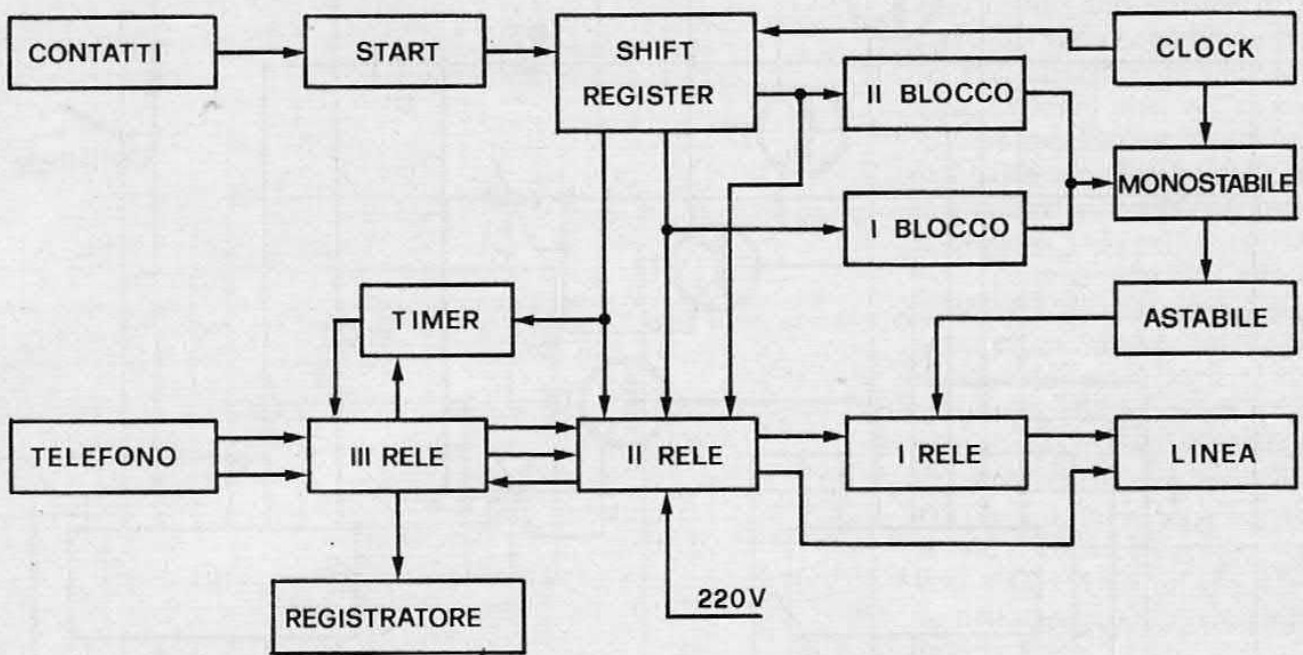 CONTATTI
START
SHIFT
REGISTER
CLOCK
II BLOCCO
MONOSTABILE
I BLOCCO
TIMER
ASTABILE
TELEFONO
III RELE
II RELE
I RELE
LINEA
220V
REGISTRATORE